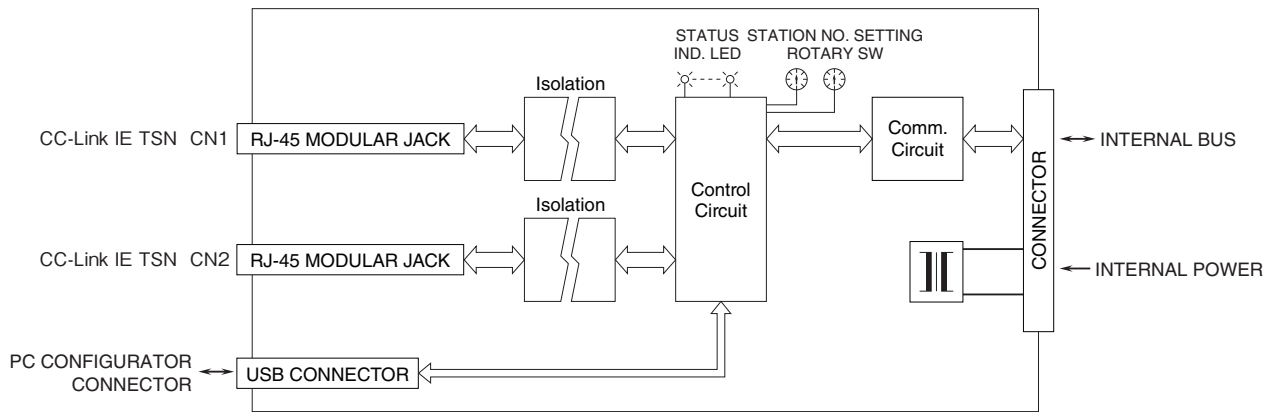 STATUS
IND. LED
STATION NO. SETTING
ROTARY SW
Isolation
CC-Link IE TSN CN1
RJ-45 MODULAR JACK
Control
Circuit
Comm.
Circuit
CONNECTOR
INTERNAL BUS
Isolation
CC-Link IE TSN CN2
RJ-45 MODULAR JACK
INTERNAL POWER
PC CONFIGURATOR
CONNECTOR
USB CONNECTOR